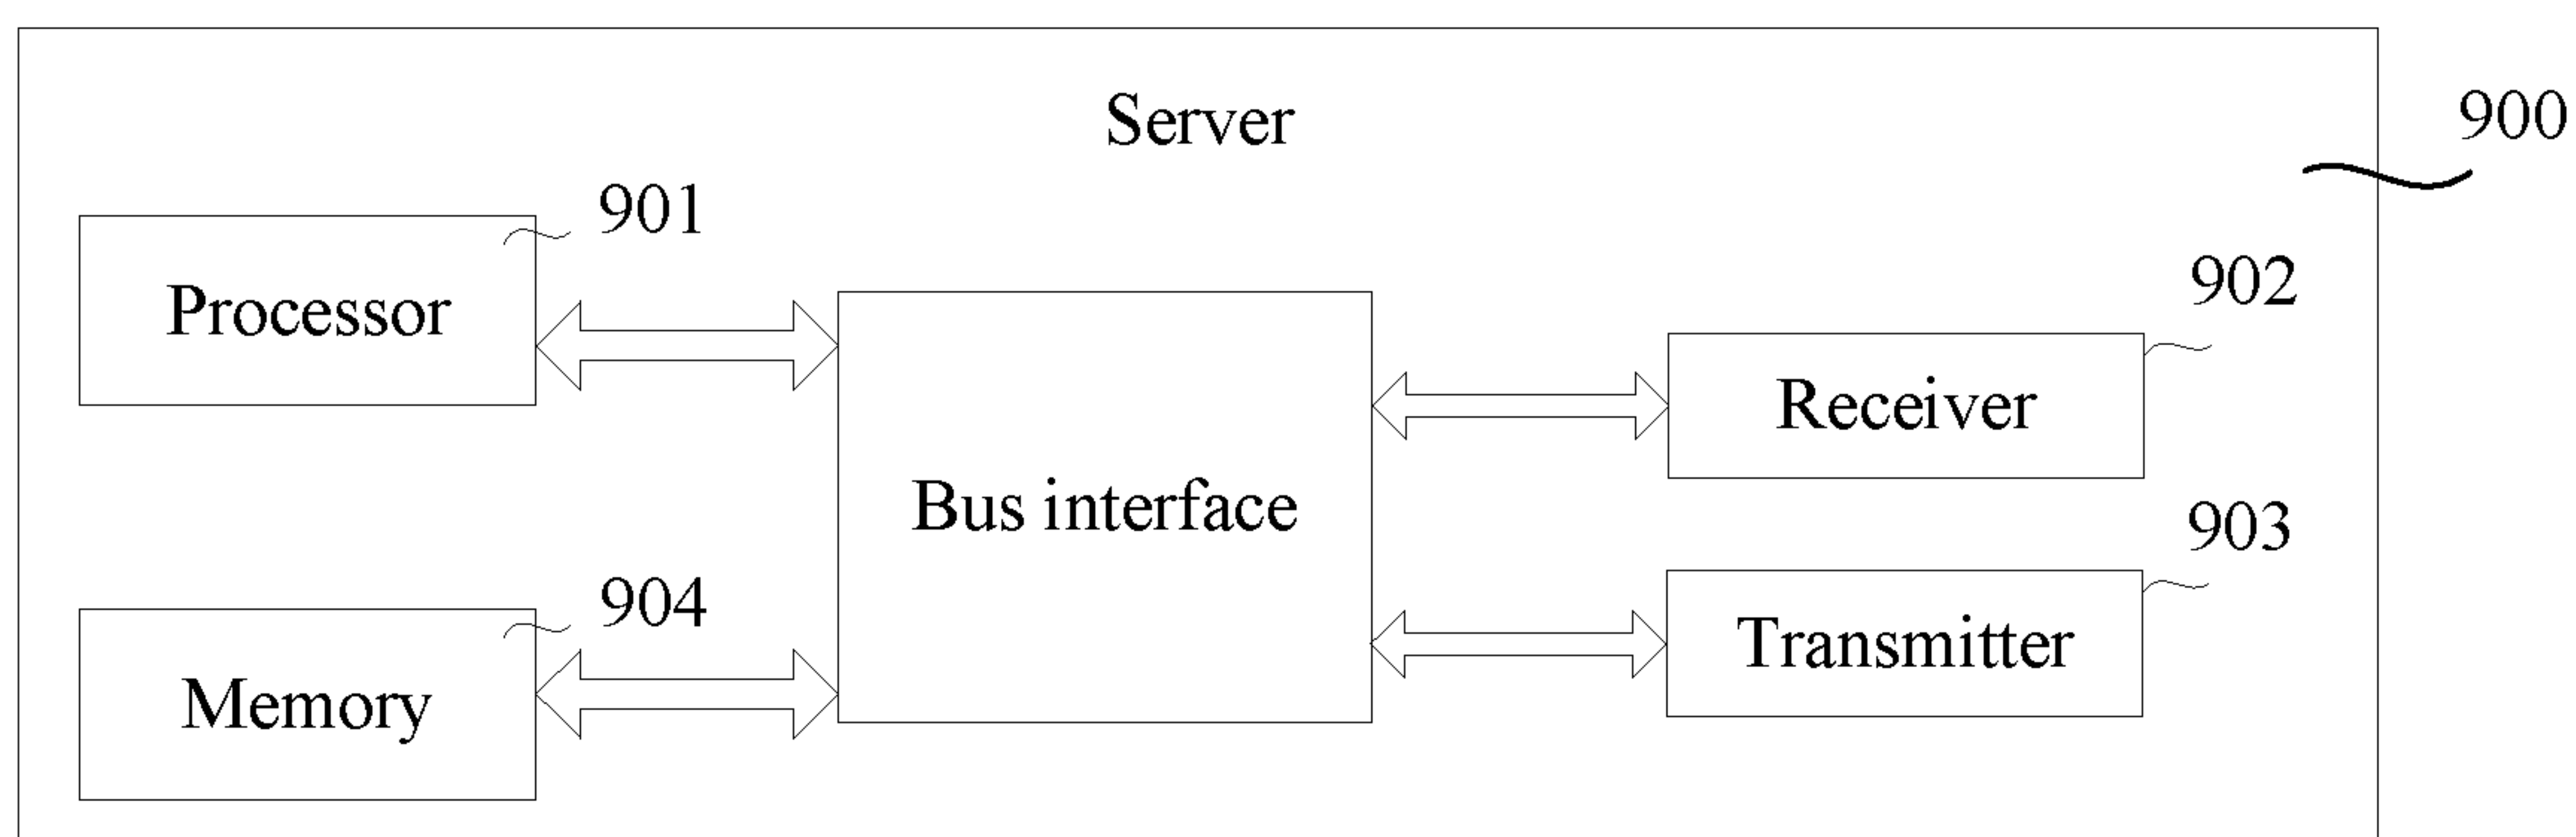 Server
900
901
Processor
902
Receiver
Bus interface
903
904
Transmitter
Memory